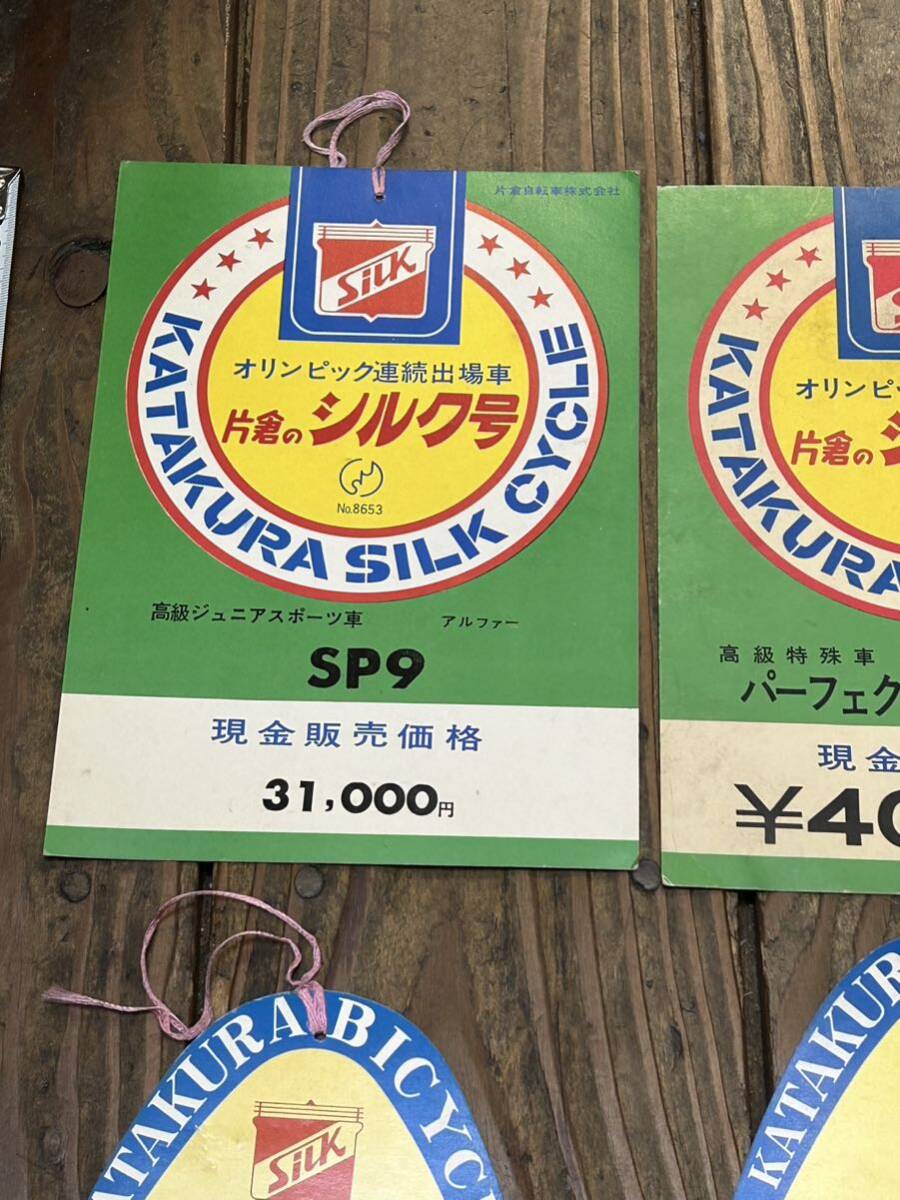 片倉自転車株式会社
SILK
オリンピック連続出場車
片倉のシルク号
No.8653
KATAKURA SILK CYCLE
高級ジュニアスポーツ車 アルファー
SP9
現金販売価格
31,000円
オリンピ
片倉の
KATAKURA
高級特殊車
パーフェク
現金
¥40
KATAKURA BICYC
SILK
KATAKURA